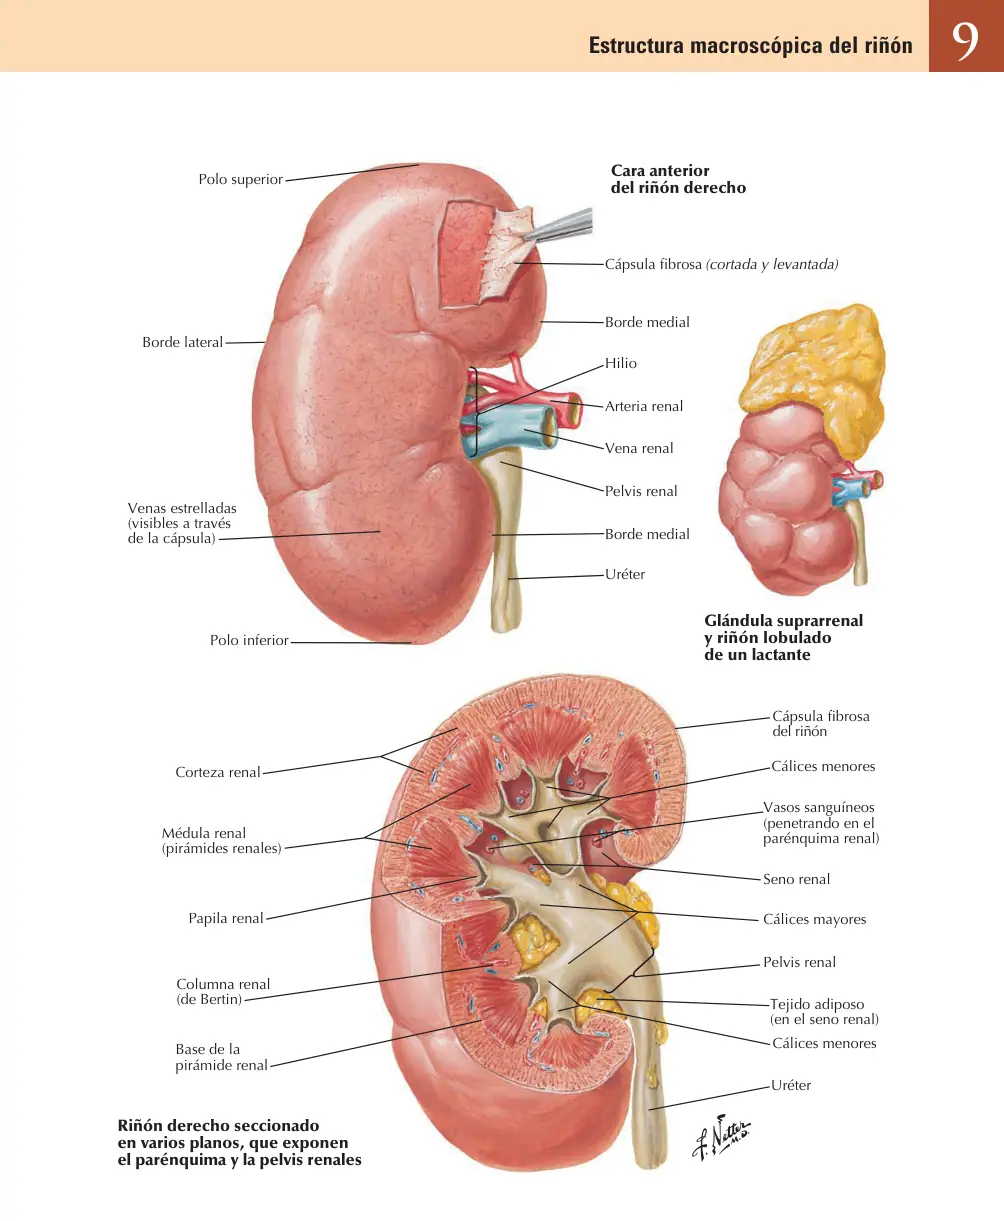 Estructura macroscópica del riñón
9
Polo superior
Cara anterior
del riñón derecho
Cápsula fibrosa (cortada y levantada)
Borde medial
Borde lateral
Hilio
Arteria renal
Vena renal
Pelvis renal
Venas estrelladas
(visibles a través
de la cápsula)
Borde medial
Uréter
Polo inferior
Glándula suprarrenal
y riñón lobulado
de un lactante
Cápsula fibrosa
del riñón
Corteza renal
Cálices menores
Vasos sanguíneos
(penetrando en el
parénquima renal)
Médula renal
(pirámides renales)
Seno renal
Papila renal
Cálices mayores
Pelvis renal
Columna renal
(de Bertin)
Tejido adiposo
(en el seno renal)
Cálices menores
Base de la
pirámide renal
Uréter
Riñón derecho seccionado
en varios planos, que exponen
el parénquima y la pelvis renales
F. Netter
M.D.